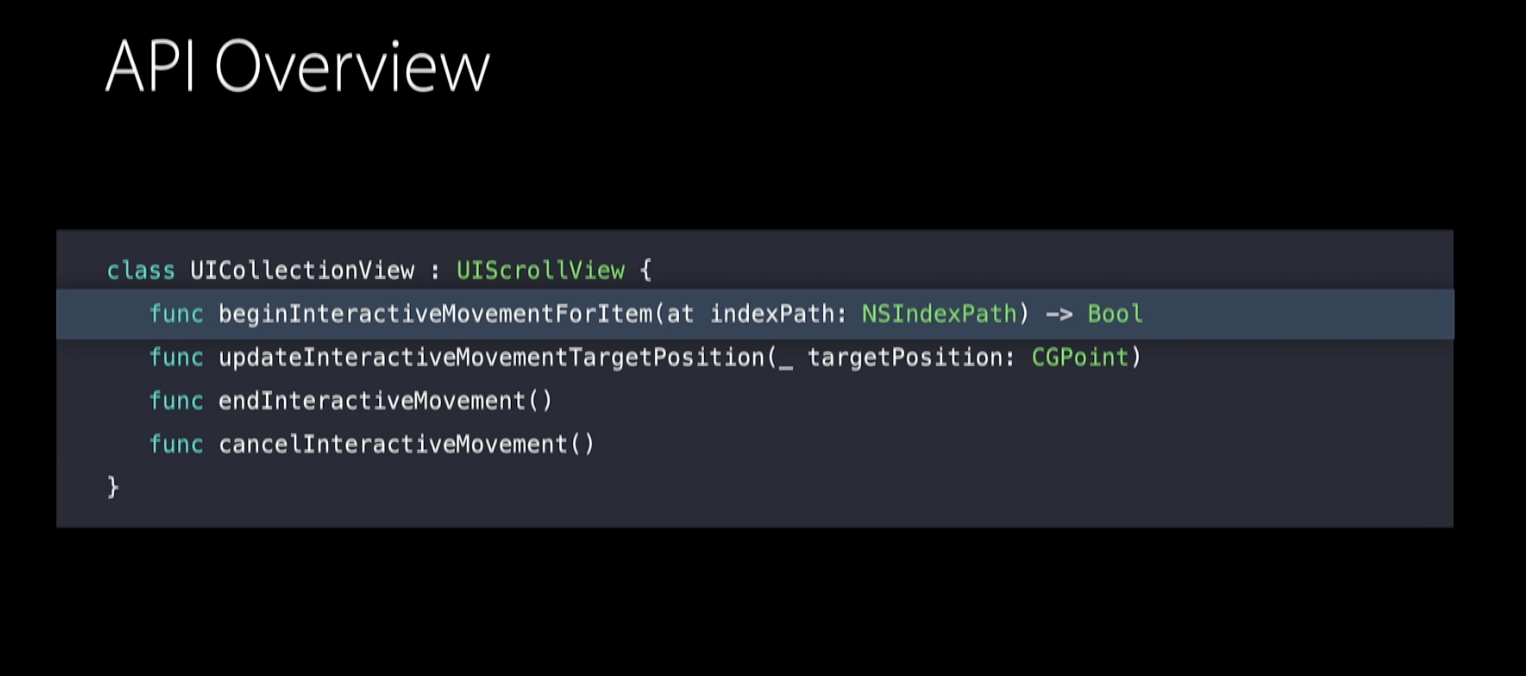 API Overview
class UICollectionView : UIScrollView {
func beginInteractiveMovementForItem(at indexPath: NSIndexPath) -> Bool
func updateInteractiveMovementTargetPosition(_ targetPosition: CGPoint)
func endInteractiveMovement()
func cancelInteractiveMovement()
}